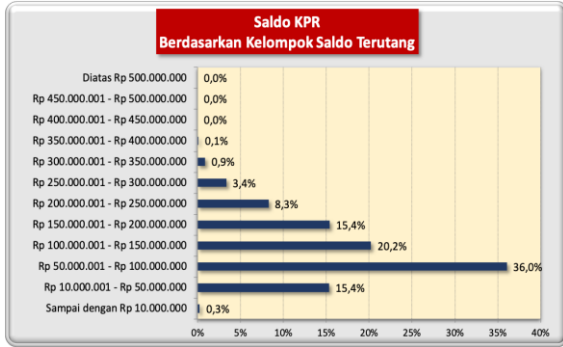 Saldo KPR
Berdasarkan Kelompok Saldo Terutang
Diatas Rp 500.000.000 0,0%
Rp 450.000.001 - Rp 500.000.000 0,0%
Rp 400.000.001 - Rp 450.000.000 0,0%
Rp 350.000.001 - Rp 400.000.000 0,1%
Rp 300.000.001 - Rp 350.000.000 0,9%
Rp 250.000.001 - Rp 300.000.000 3,4%
Rp 200.000.001 - Rp 250.000.000 8,3%
Rp 150.000.001 - Rp 200.000.000 15,4%
Rp 100.000.001 - Rp 150.000.000 20,2%
Rp 50.000.001 - Rp 100.000.000 36,0%
Rp 10.000.001 - Rp 50.000.000 15,4%
Sampai dengan Rp 10.000.000 0,3%
0% 5% 10% 15% 20% 25% 30% 35% 40%